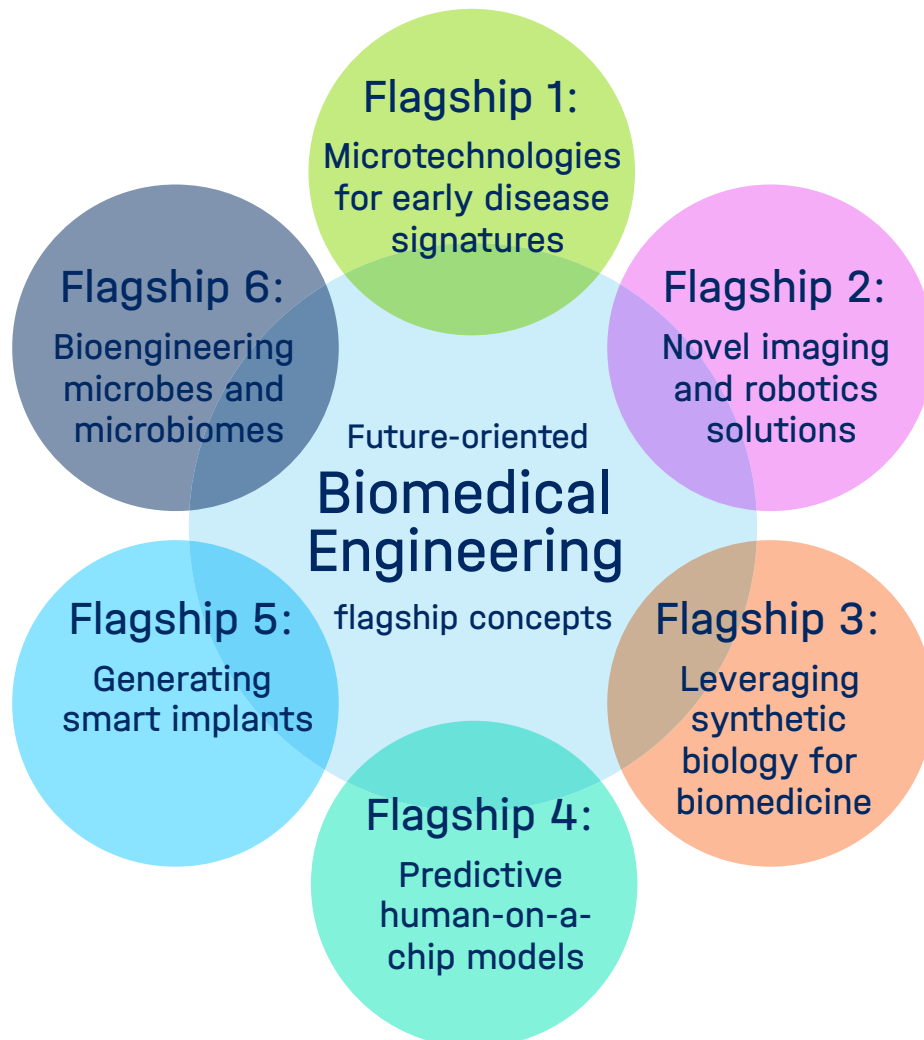 Flagship 1:
Microtechnologies
for early disease
signatures
Flagship 2:
Novel imaging
and robotics
solutions
Flagship 3:
Leveraging
synthetic
biology for
biomedicine
Flagship 4:
Predictive
human-on-a-
chip models
Flagship 5:
Generating
smart implants
Flagship 6:
Bioengineering
microbes and
microbiomes
Future-oriented
Biomedical
Engineering
flagship concepts